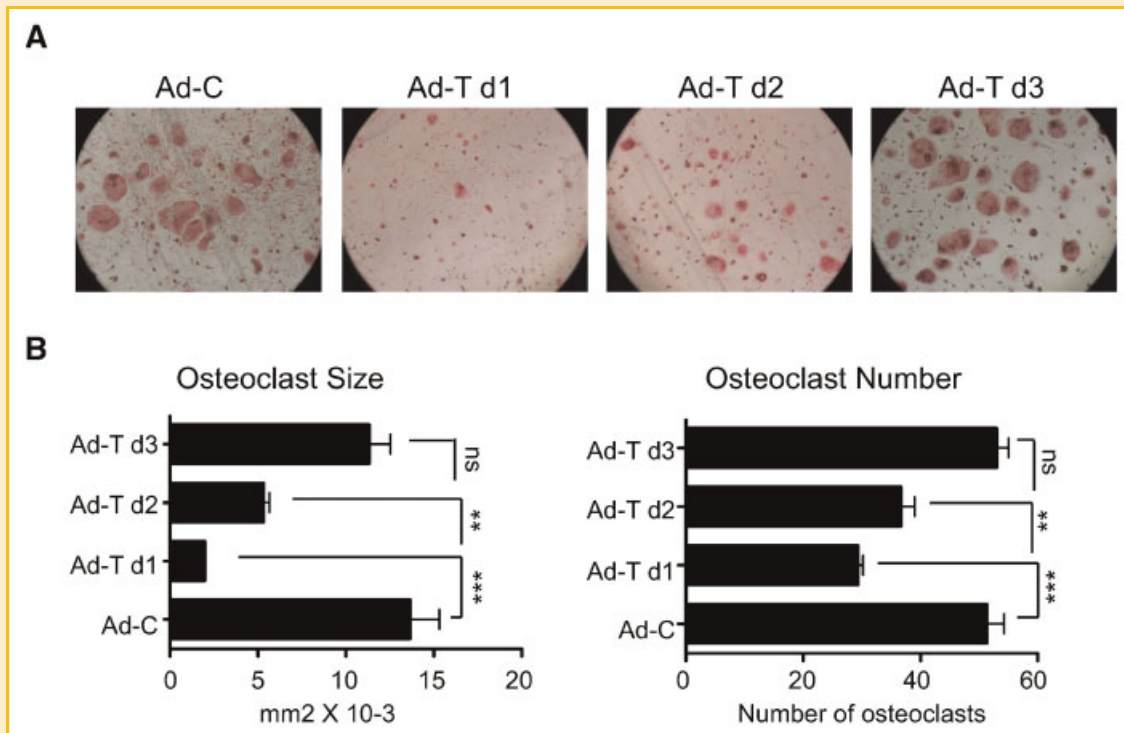 A
Ad-C Ad-T d1 Ad-T d2 Ad-T d3
B
Osteoclast Size
Ad-T d3
ns
Ad-T d2
**
Ad-T d1
***
Ad-C
0 5 10 15 20
mm2 X 10-3
Osteoclast Number
Ad-T d3
ns
Ad-T d2
**
Ad-T d1
***
Ad-C
0 20 40 60
Number of osteoclasts